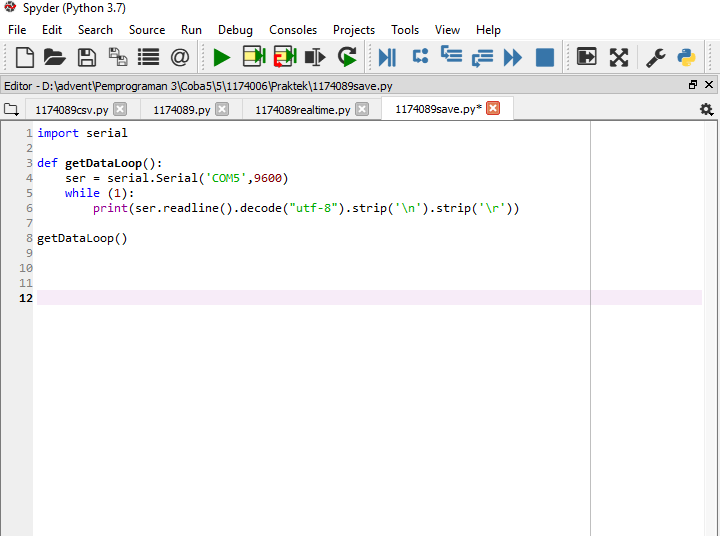 Spyder (Python 3.7)
File Edit Search Source Run Debug Consoles Projects Tools View Help
Editor - D:\advent\Pemprograman 3\Coba5\5\1174006\Praktek\1174089save.py
1174089csv.py 1174089.py 1174089realtime.py 1174089save.py*
1 import serial
2
3 def getDataLoop():
4     ser = serial.Serial('COM5',9600)
5     while (1):
6         print(ser.readline().decode("utf-8").strip('\n').strip('\r'))
7
8 getDataLoop()
9
10
11
12